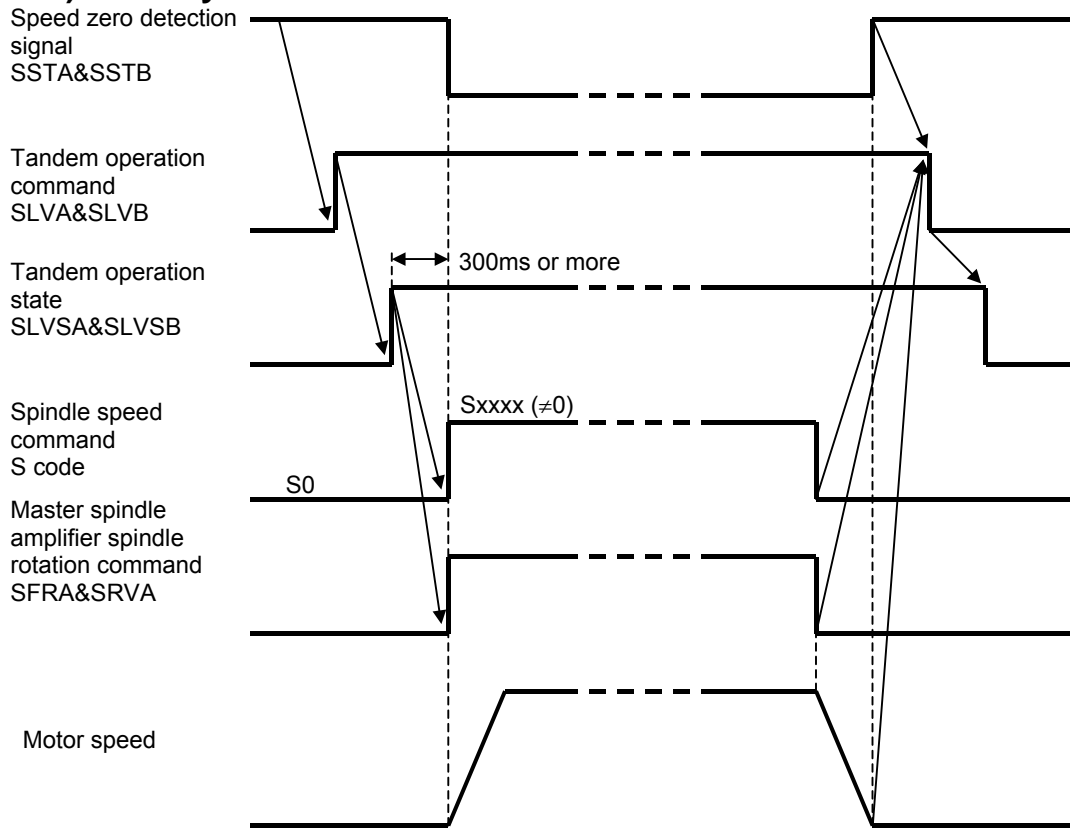 Speed zero detection
signal
SSTA&SSTB
Tandem operation
command
SLVA&SLVB
Tandem operation
state
SLVSA&SLVSB
300ms or more
Spindle speed
command
S code
Sxxxx (≠0)
S0
Master spindle
amplifier spindle
rotation command
SFRA&SRVA
Motor speed